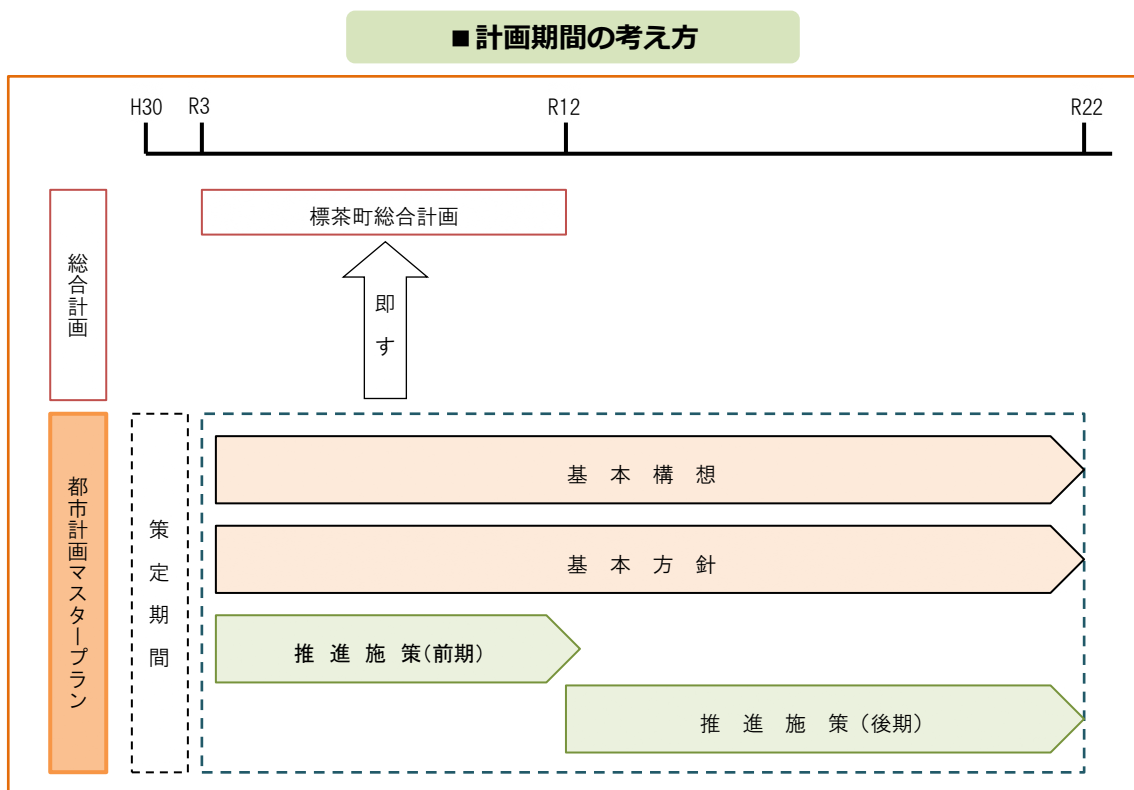 ■計画期間の考え方
H30 R3 R12 R22
総合計画
標茶町総合計画
即す
都市計画マスタープラン
策定期間
基本構想
基本方針
推進施策(前期)
推進施策（後期）